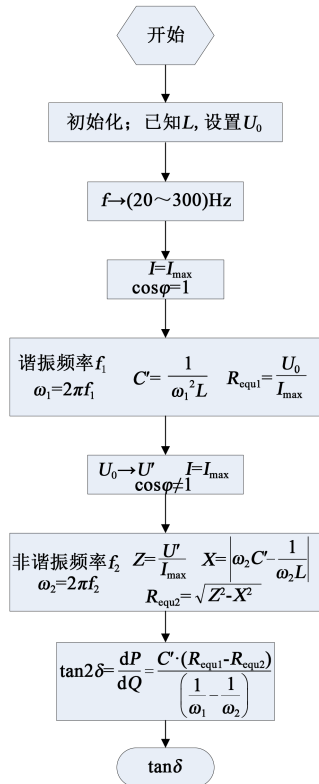 开始
初始化；已知L, 设置U₀
f→(20～300)Hz
I=Iₘₐₓ
cosφ=1
谐振频率f₁ C′= 1/(ω₁²L) Rₑqᵤ₁= U₀/Iₘₐₓ
ω₁=2πf₁
U₀→U′ I=Iₘₐₓ
cosφ≠1
非谐振频率f₂ Z= U′/Iₘₐₓ X= |ω₂C′- 1/(ω₂L)|
ω₂=2πf₂
Rₑqᵤ₂= √(Z²-X²)
tan2δ= dP/dQ = C′·(Rₑqᵤ₁-Rₑqᵤ₂)/(1/ω₁ - 1/ω₂)
tanδ